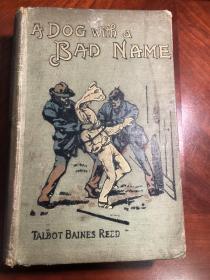 A DOG with a
BAD NAME
TALBOT BAINES REED